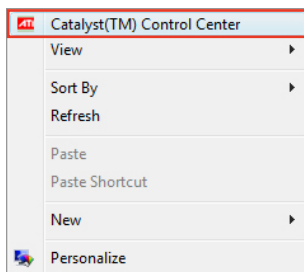 ATI Catalyst(TM) Control Center
View
Sort By
Refresh
Paste
Paste Shortcut
New
Personalize